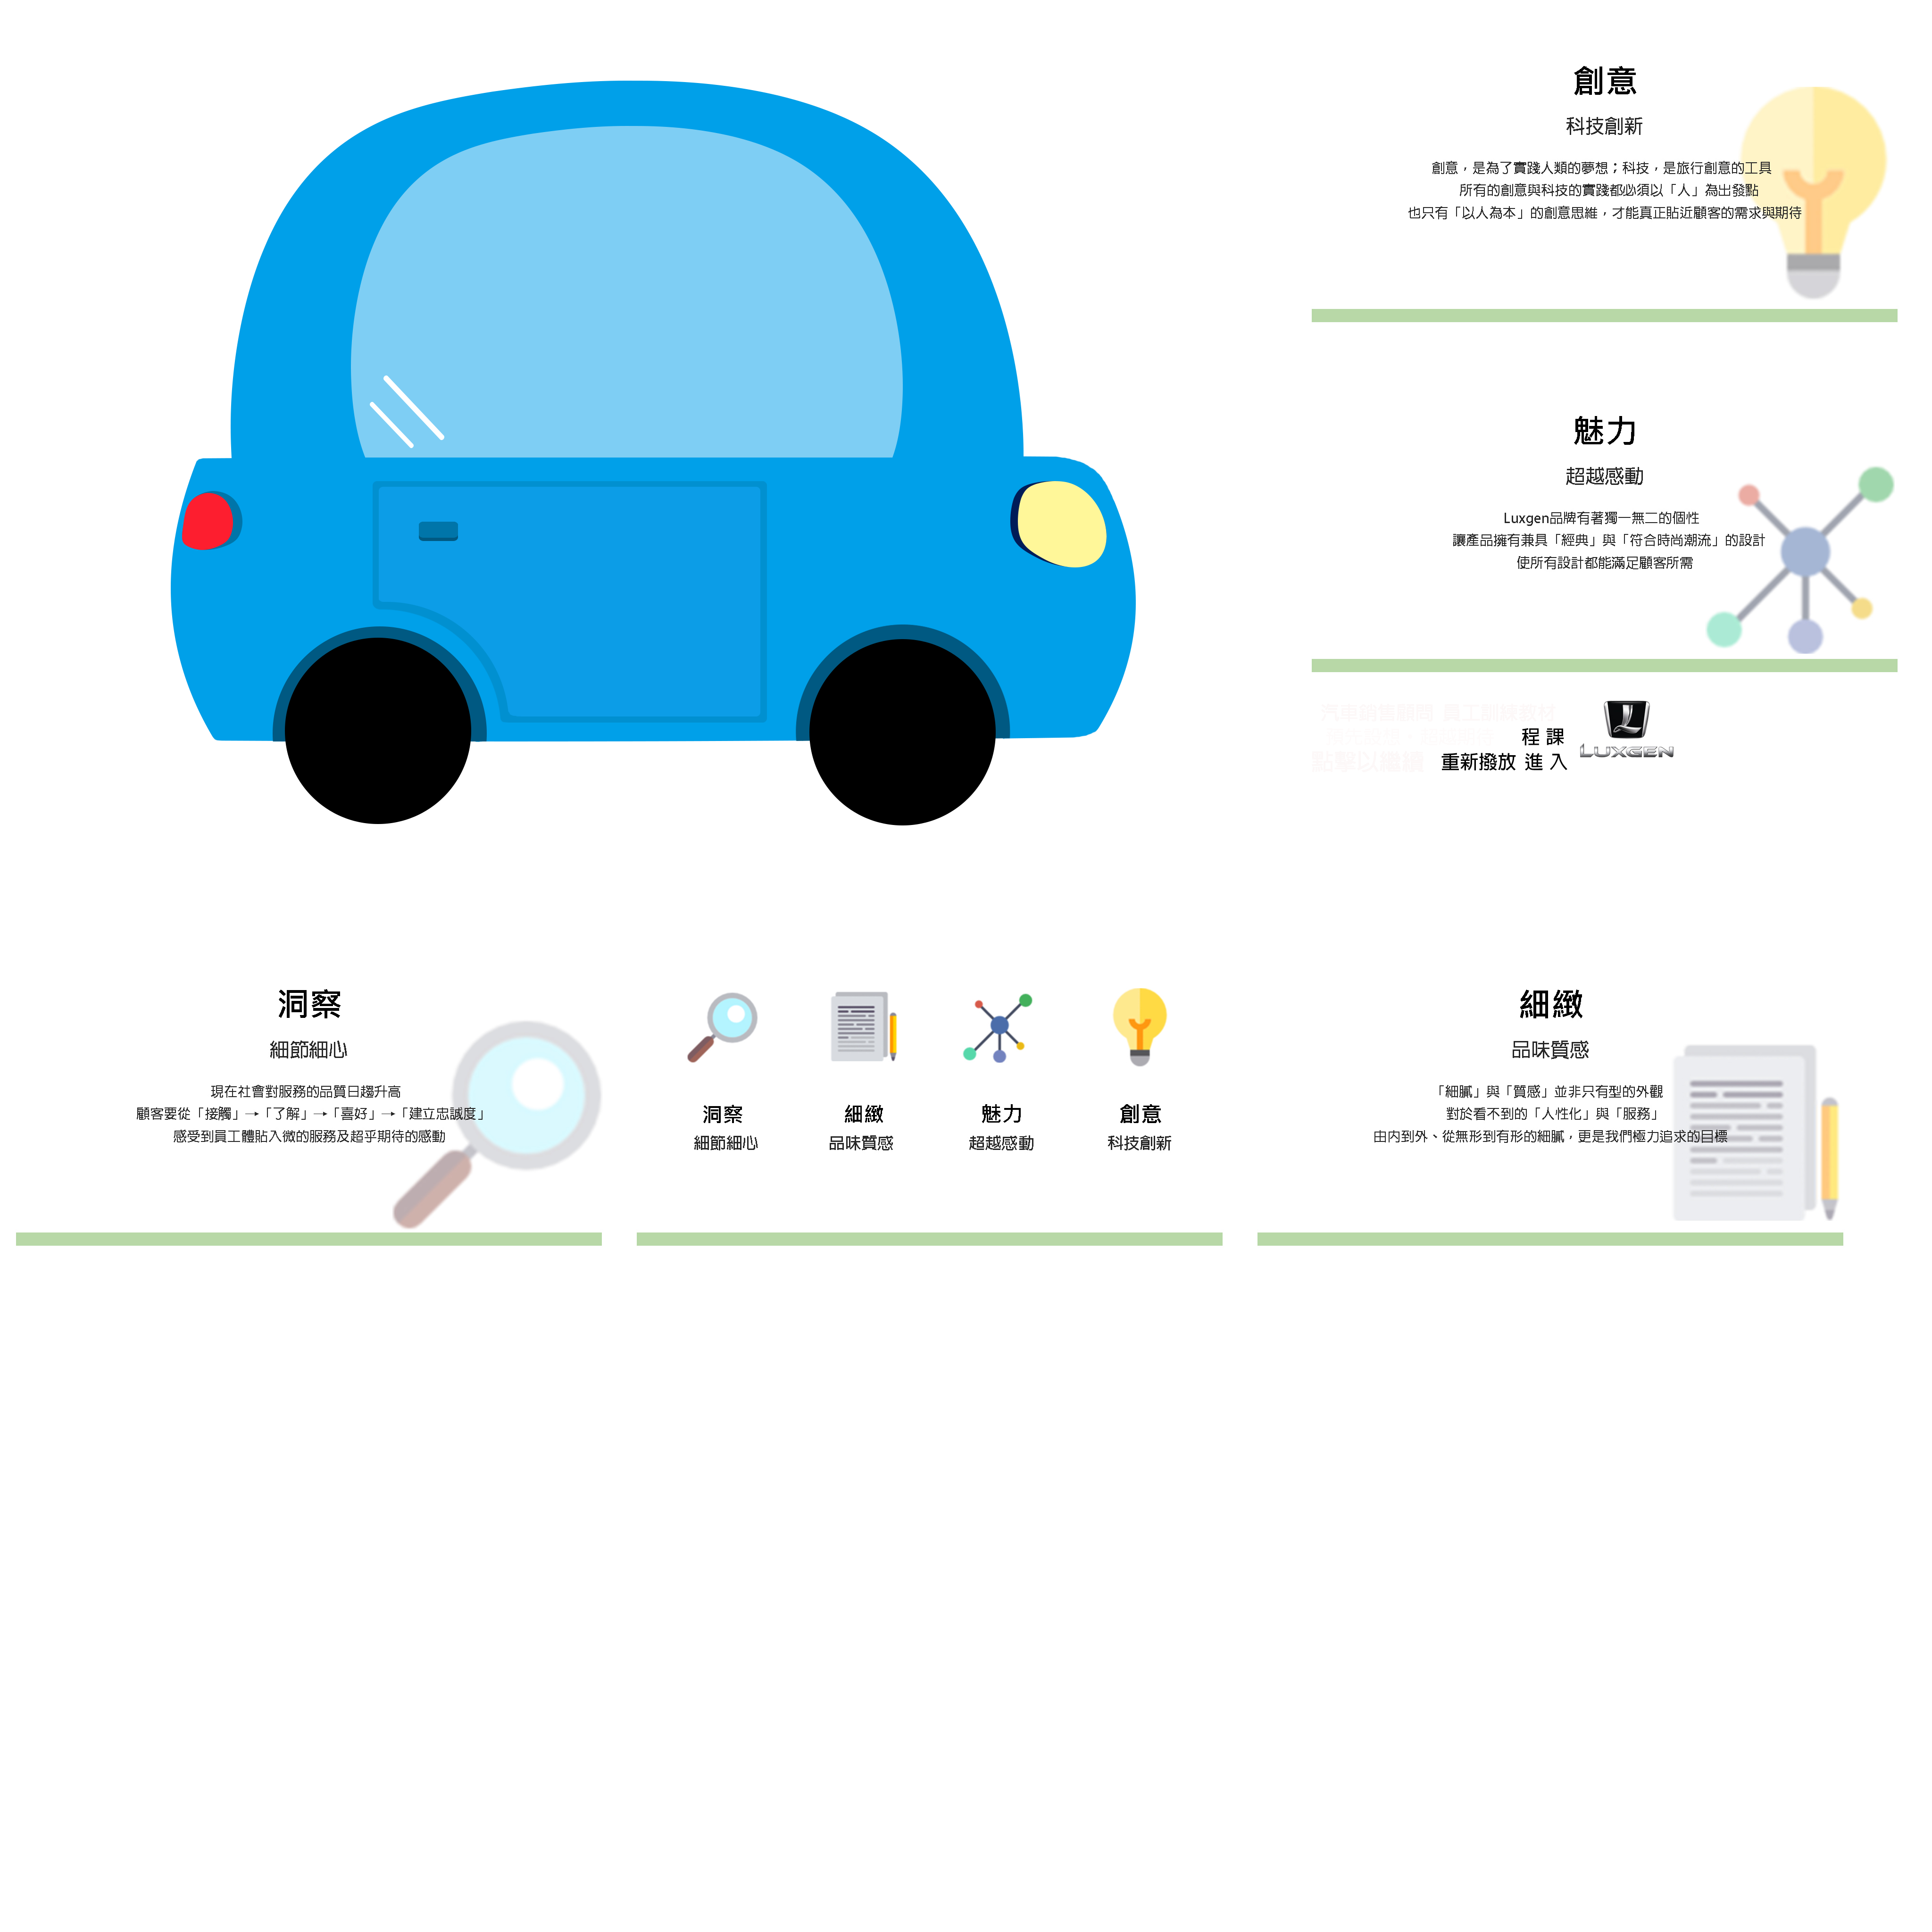 創意
科技創新
創意，是為了實踐人類的夢想；科技，是旅行創意的工具
所有的創意與科技的實踐都必須以「人」為出發點
也只有「以人為本」的創意思維，才能真正貼近顧客的需求與期待
魅力
超越感動
Luxgen品牌有著獨一無二的個性
讓產品擁有兼具「經典」與「符合時尚潮流」的設計
使所有設計都能滿足顧客所需
汽車銷售顧問 員工訓練教材
程 課
點擊以繼續
重新撥放 進 入
LUXGEN
洞察
細節細心
現在社會對服務的品質日趨升高
顧客要從「接觸」→「了解」→「喜好」→「建立忠誠度」
感受到員工體貼入微的服務及超乎期待的感動
洞察 細緻 魅力 創意
細節細心 品味質感 超越感動 科技創新
細緻
品味質感
「細膩」與「質感」並非只有型的外觀
對於看不到的「人性化」與「服務」
由內到外、從無形到有形的細膩，更是我們極力追求的目標